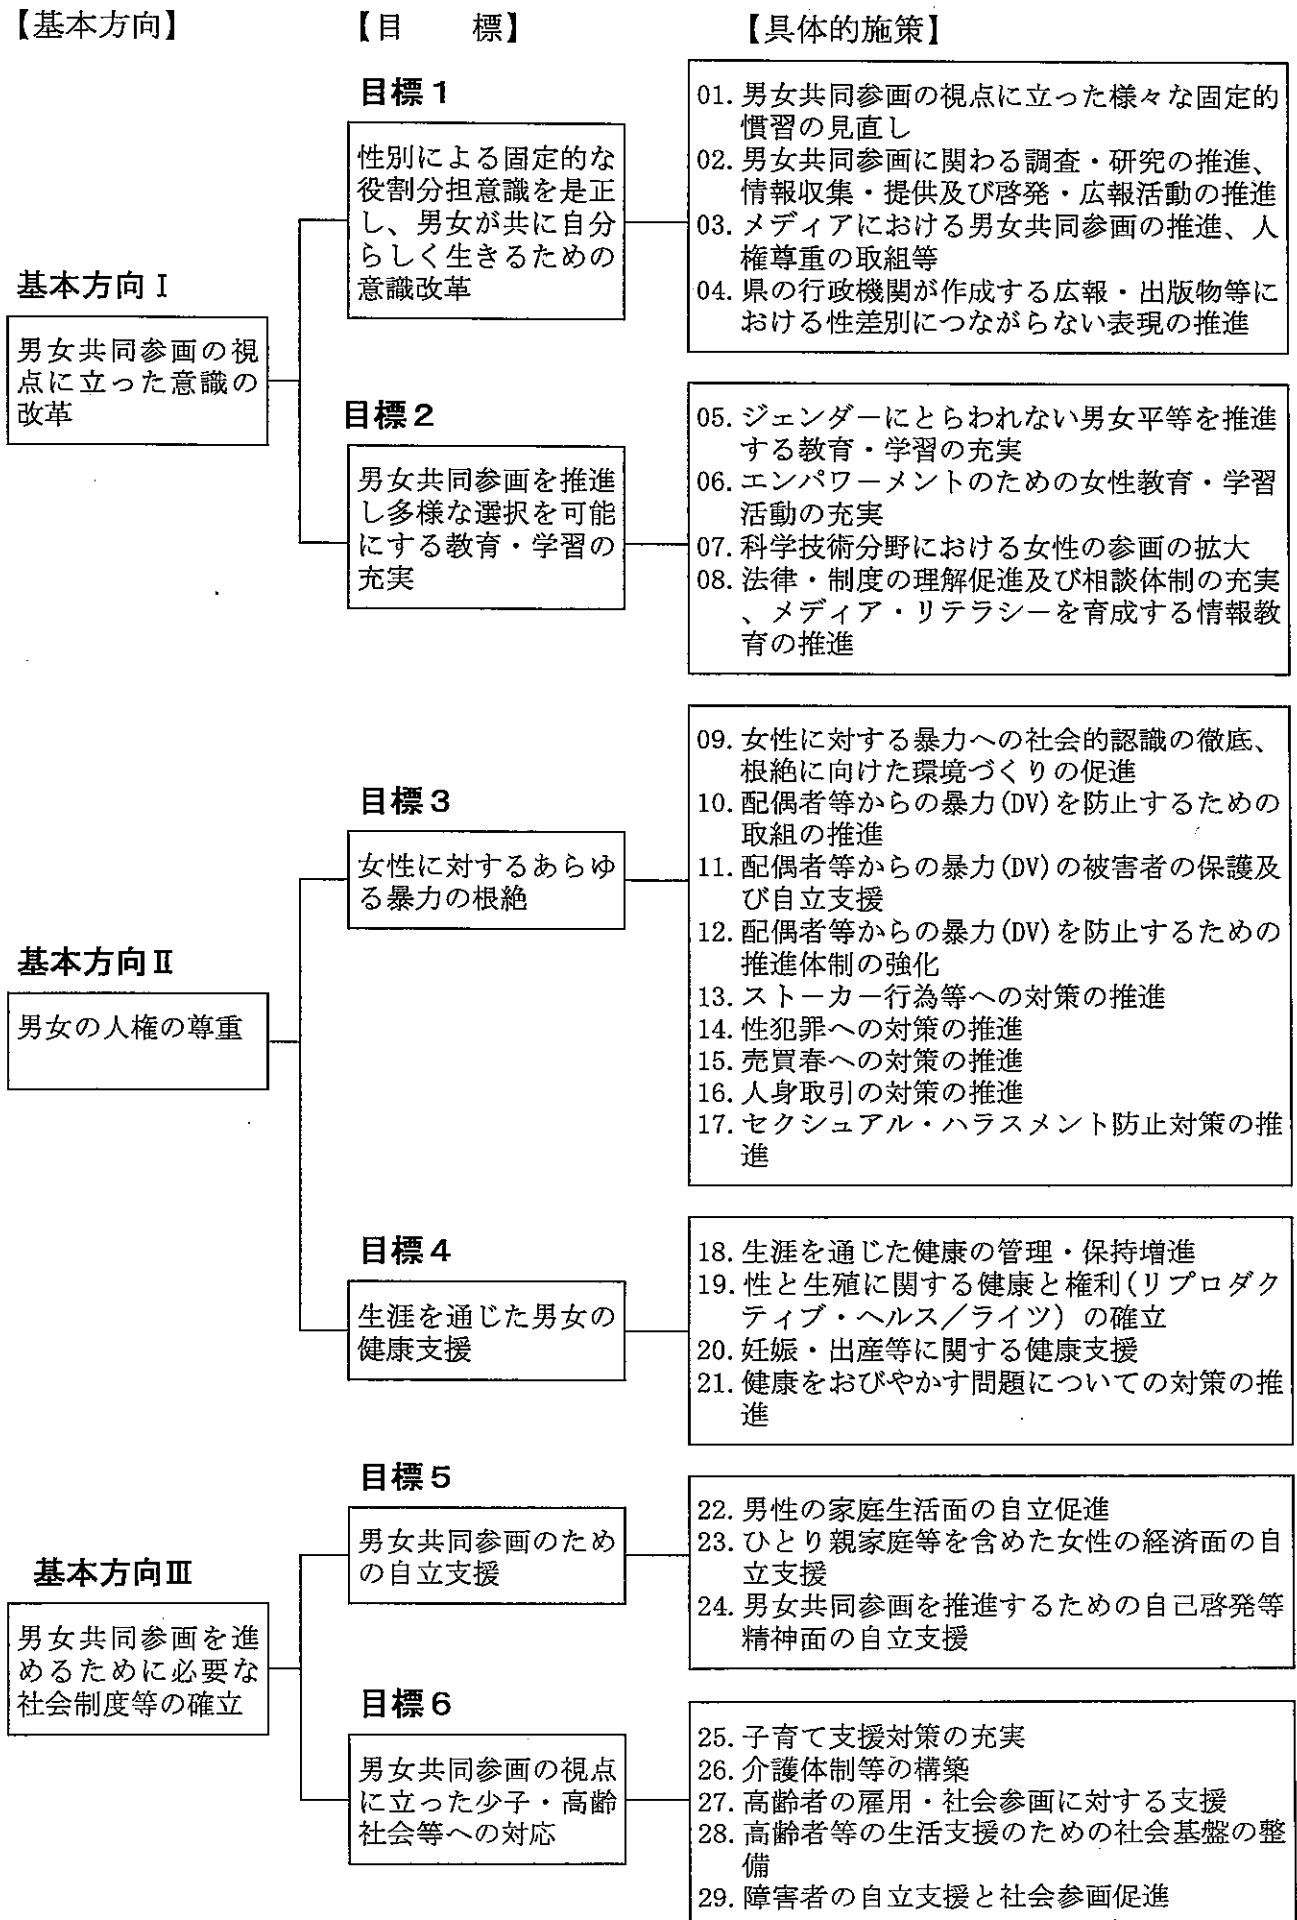 【基本方向】
【目　　標】
【具体的施策】
基本方向Ⅰ
男女共同参画の視
点に立った意識の
改革
目標１
性別による固定的な
役割分担意識を是正
し、男女が共に自分
らしく生きるための
意識改革
01. 男女共同参画の視点に立った様々な固定的
慣習の見直し
02. 男女共同参画に関わる調査・研究の推進、
情報収集・提供及び啓発・広報活動の推進
03. メディアにおける男女共同参画の推進、人
権尊重の取組等
04. 県の行政機関が作成する広報・出版物等に
おける性差別につながらない表現の推進
目標２
男女共同参画を推進
し多様な選択を可能
にする教育・学習の
充実
05. ジェンダーにとらわれない男女平等を推進
する教育・学習の充実
06. エンパワーメントのための女性教育・学習
活動の充実
07. 科学技術分野における女性の参画の拡大
08. 法律・制度の理解促進及び相談体制の充実
、メディア・リテラシーを育成する情報教
育の推進
基本方向Ⅱ
男女の人権の尊重
目標３
女性に対するあらゆ
る暴力の根絶
09. 女性に対する暴力への社会的認識の徹底、
根絶に向けた環境づくりの促進
10. 配偶者等からの暴力(DV)を防止するための
取組の推進
11. 配偶者等からの暴力(DV)の被害者の保護及
び自立支援
12. 配偶者等からの暴力(DV)を防止するための
推進体制の強化
13. ストーカー行為等への対策の推進
14. 性犯罪への対策の推進
15. 売買春への対策の推進
16. 人身取引の対策の推進
17. セクシュアル・ハラスメント防止対策の推
進
目標４
生涯を通じた男女の
健康支援
18. 生涯を通じた健康の管理・保持増進
19. 性と生殖に関する健康と権利(リプロダク
ティブ・ヘルス／ライツ）の確立
20. 妊娠・出産等に関する健康支援
21. 健康をおびやかす問題についての対策の推
進
基本方向Ⅲ
男女共同参画を進
めるために必要な
社会制度等の確立
目標５
男女共同参画のため
の自立支援
22. 男性の家庭生活面の自立促進
23. ひとり親家庭等を含めた女性の経済面の自
立支援
24. 男女共同参画を推進するための自己啓発等
精神面の自立支援
目標６
男女共同参画の視点
に立った少子・高齢
社会等への対応
25. 子育て支援対策の充実
26. 介護体制等の構築
27. 高齢者の雇用・社会参画に対する支援
28. 高齢者等の生活支援のための社会基盤の整
備
29. 障害者の自立支援と社会参画促進